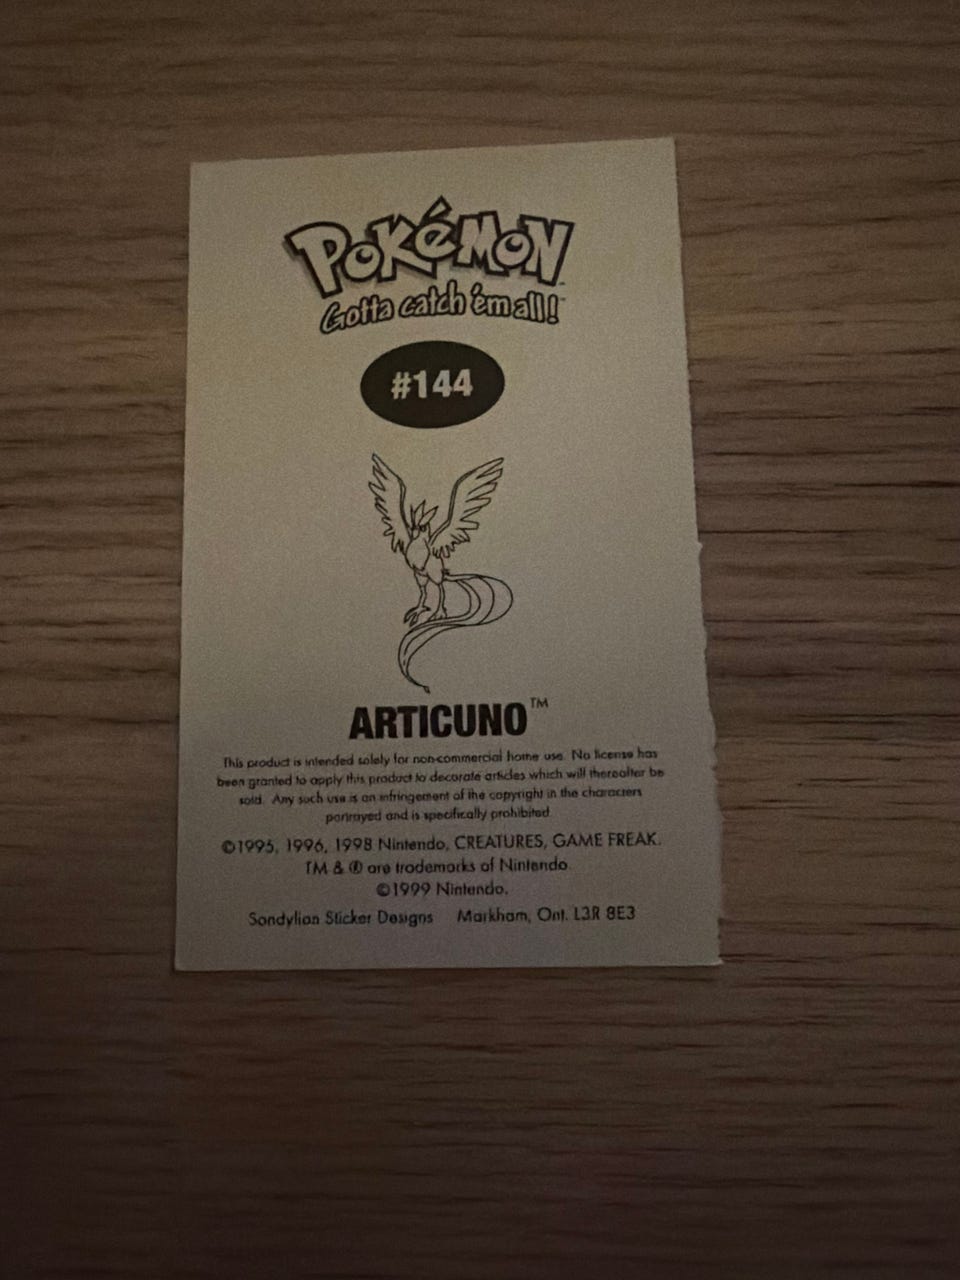 POKéMON
Gotta catch 'em all!
#144
ARTICUNO™
This product is intended solely for non-commercial home use. No license has
been granted to apply this product to decorate articles which will thereafter be
sold. Any such use is an infringement of the copyright in the characters
portrayed and is specifically prohibited.
©1995, 1996, 1998 Nintendo, CREATURES, GAME FREAK.
TM & ® are trademarks of Nintendo.
©1999 Nintendo.
Sandylion Sticker Designs Markham, Ont. L3R 8E3